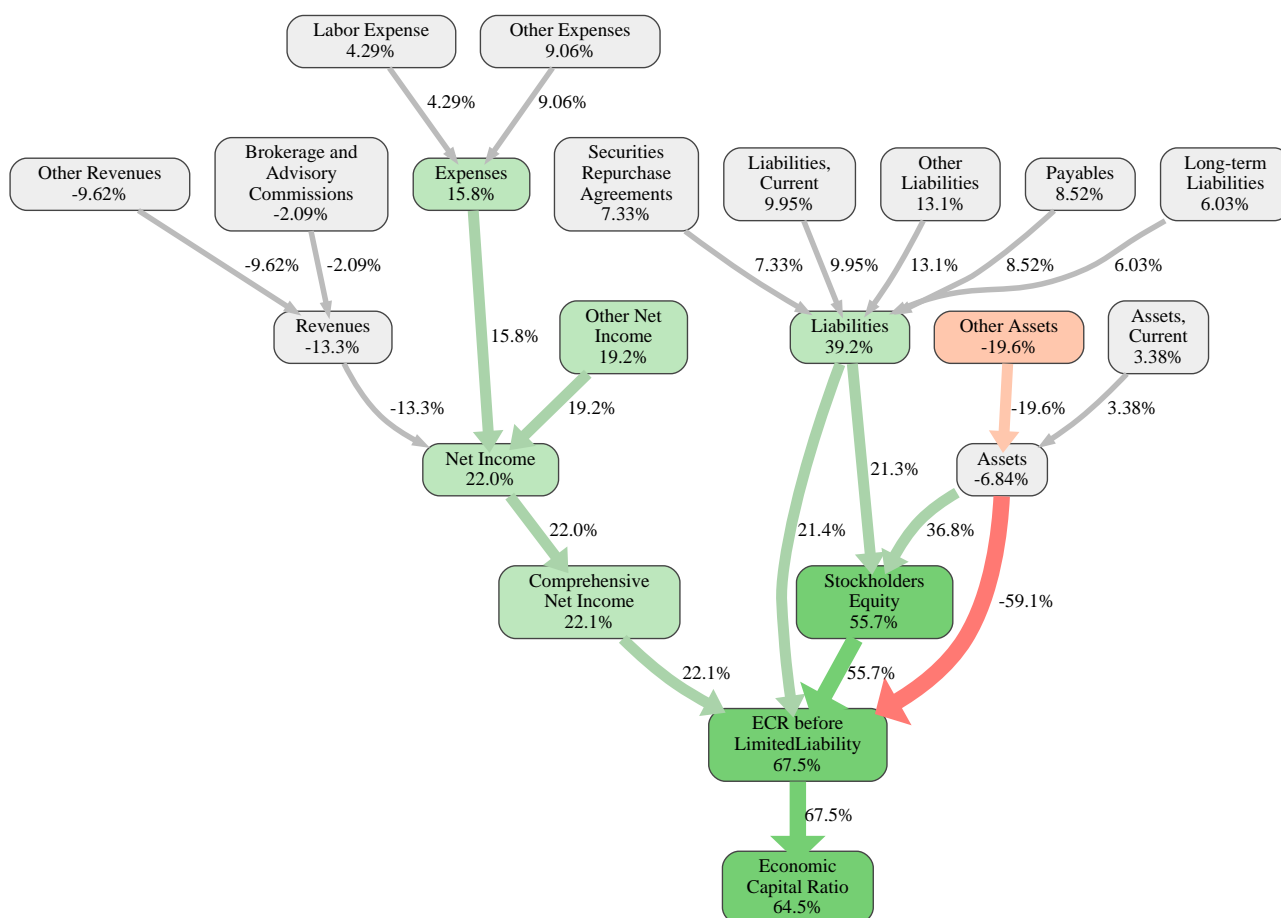 Labor Expense
4.29%
Other Expenses
9.06%
4.29%
9.06%
Other Revenues
-9.62%
Brokerage and
Advisory
Commissions
-2.09%
Expenses
15.8%
Securities
Repurchase
Agreements
7.33%
Liabilities,
Current
9.95%
Other
Liabilities
13.1%
Payables
8.52%
Long-term
Liabilities
6.03%
-9.62%
-2.09%
7.33%
9.95%
13.1%
8.52%
6.03%
Revenues
-13.3%
15.8%
Other Net
Income
19.2%
Liabilities
39.2%
Other Assets
-19.6%
Assets,
Current
3.38%
-13.3%
19.2%
-19.6%
3.38%
Net Income
22.0%
21.3%
Assets
-6.84%
22.0%
21.4%
36.8%
Comprehensive
Net Income
22.1%
Stockholders
Equity
55.7%
-59.1%
22.1%
55.7%
ECR before
LimitedLiability
67.5%
67.5%
Economic
Capital Ratio
64.5%